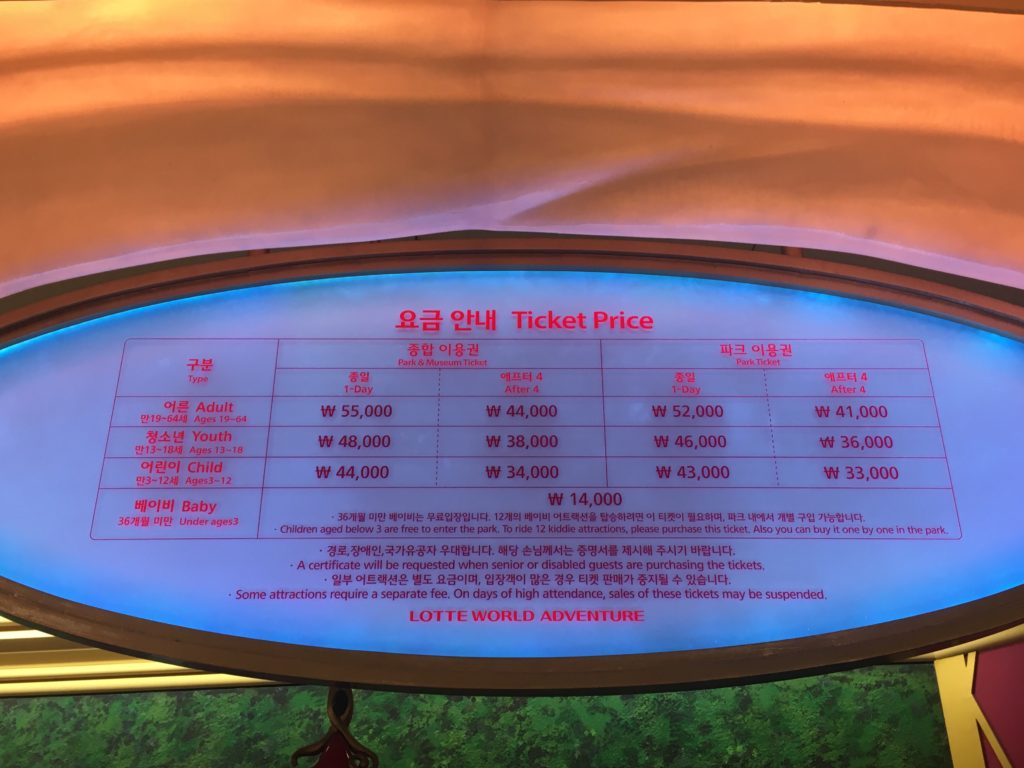 요금 안내 Ticket Price
구분
Type
종합 이용권
Park & Museum Ticket
파크 이용권
Park Ticket
종일
1-Day
애프터 4
After 4
종일
1-Day
애프터 4
After 4
어른 Adult
만19~64세 Ages 19~64
₩ 55,000
₩ 44,000
₩ 52,000
₩ 41,000
청소년 Youth
만13~18세 Ages 13~18
₩ 48,000
₩ 38,000
₩ 46,000
₩ 36,000
어린이 Child
만3~12세 Ages3~12
₩ 44,000
₩ 34,000
₩ 43,000
₩ 33,000
베이비 Baby
36개월 미만 Under ages3
₩ 14,000
· 36개월 미만 베이비는 무료입장입니다. 12개의 베이비 어트랙션을 탑승하려면 이 티켓이 필요하며, 파크 내에서 개별 구입 가능합니다.
· Children aged below 3 are free to enter the park. To ride 12 kiddie attractions, please purchase this ticket. Also you can buy it one by one in the park.
· 경로,장애인,국가유공자 우대합니다. 해당 손님께서는 증명서를 제시해 주시기 바랍니다.
· A certificate will be requested when senior or disabled guests are purchasing the tickets.
· 일부 어트랙션은 별도 요금이며, 입장객이 많은 경우 티켓 판매가 중지될 수 있습니다.
· Some attractions require a separate fee. On days of high attendance, sales of these tickets may be suspended.
LOTTE WORLD ADVENTURE
K